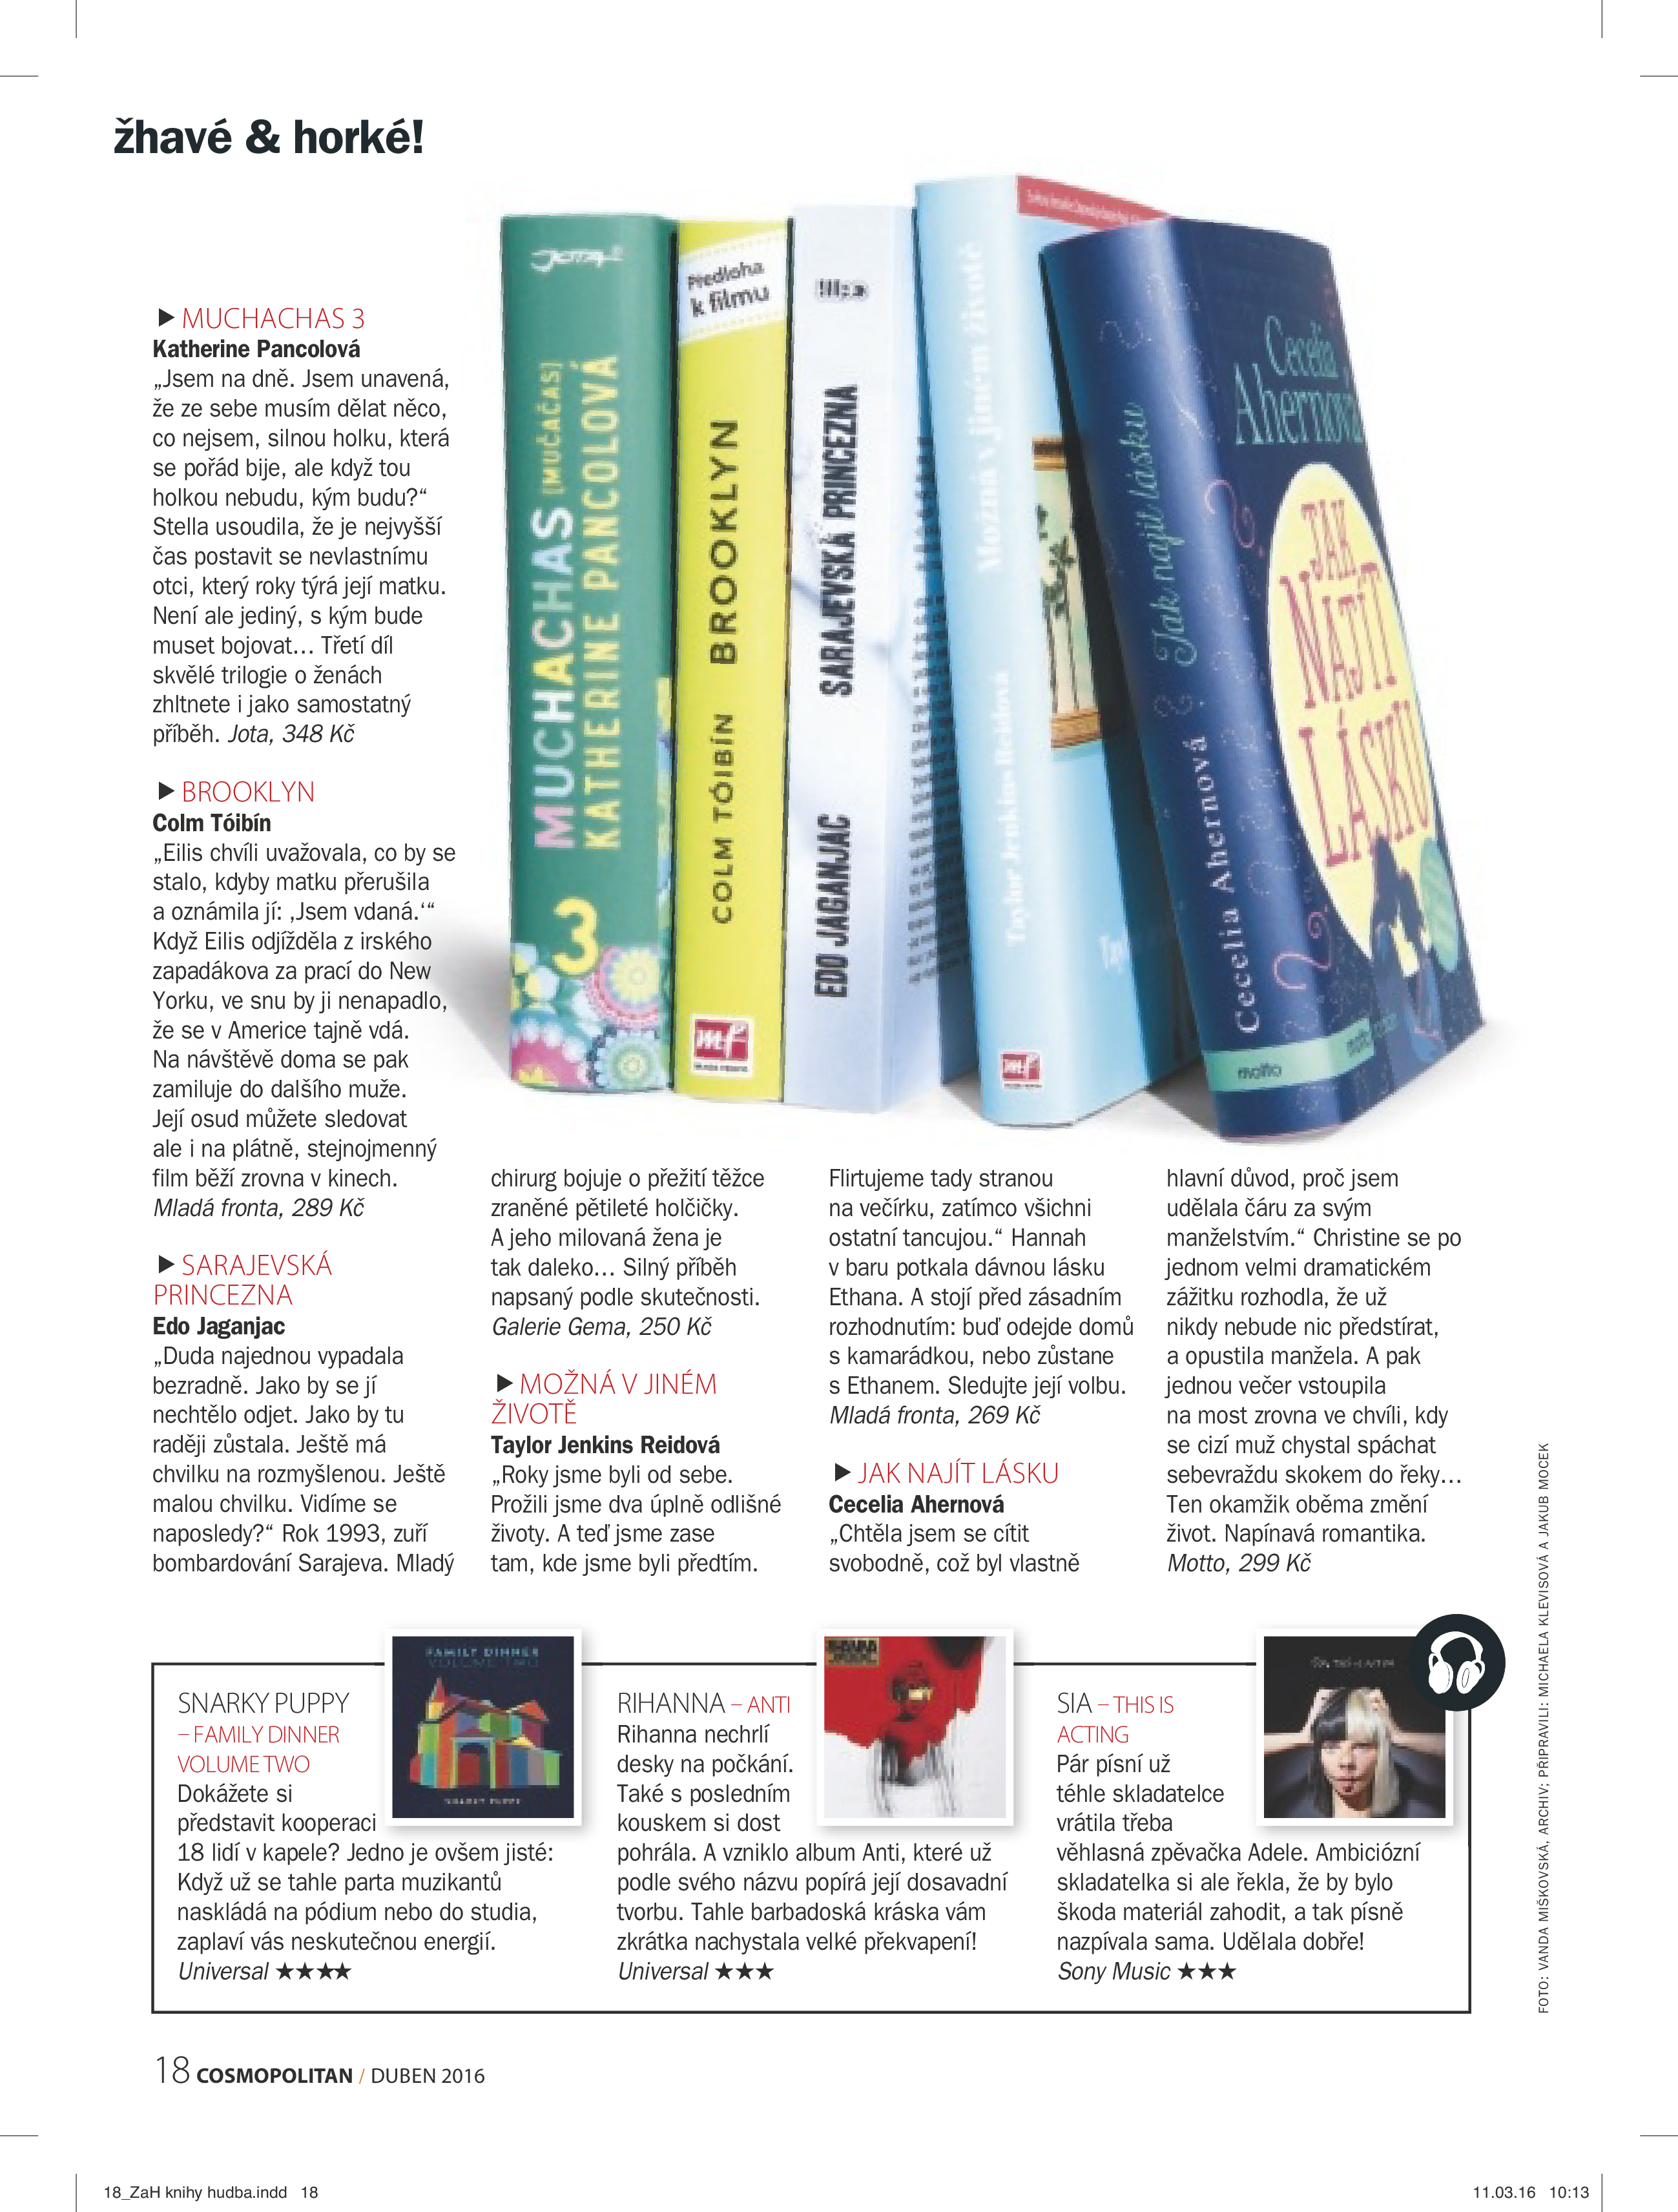 žhavé & horké!
MUCHACHAS 3
Katherine Pancolová
„Jsem na dně. Jsem unavená,
že ze sebe musím dělat něco,
co nejsem, silnou holku, která
se pořád bije, ale když tou
holkou nebudu, kým budu?“
Stella usoudila, že je nejvyšší
čas postavit se nevlastnímu
otci, který roky týrá její matku.
Není ale jediný, s kým bude
muset bojovat… Třetí díl
skvělé trilogie o ženách
zhltnete i jako samostatný
příběh. Jota, 348 Kč
BROOKLYN
Colm Tóibín
„Eilis chvíli uvažovala, co by se
stalo, kdyby matku přerušila
a oznámila jí: ‚Jsem vdaná.‘“
Když Eilis odjížděla z irského
zapadákova za prací do New
Yorku, ve snu by ji nenapadlo,
že se v Americe tajně vdá.
Na návštěvě doma se pak
zamiluje do dalšího muže.
Její osud můžete sledovat
ale i na plátně, stejnojmenný
film běží zrovna v kinech.
Mladá fronta, 289 Kč
SARAJEVSKÁ
PRINCEZNA
Edo Jaganjac
„Duda najednou vypadala
bezradně. Jako by se jí
nechtělo odjet. Jako by tu
raději zůstala. Ještě má
chvilku na rozmyšlenou. Ještě
malou chvilku. Vidíme se
naposledy?“ Rok 1993, zuří
bombardování Sarajeva. Mladý
chirurg bojuje o přežití těžce
zraněné pětileté holčičky.
A jeho milovaná žena je
tak daleko… Silný příběh
napsaný podle skutečnosti.
Galerie Gema, 250 Kč
MOŽNÁ V JINÉM
ŽIVOTĚ
Taylor Jenkins Reidová
„Roky jsme byli od sebe.
Prožili jsme dva úplně odlišné
životy. A teď jsme zase
tam, kde jsme byli předtím.
Flirtujeme tady stranou
na večírku, zatímco všichni
ostatní tancujou.“ Hannah
v baru potkala dávnou lásku
Ethana. A stojí před zásadním
rozhodnutím: buď odejde domů
s kamarádkou, nebo zůstane
s Ethanem. Sledujte její volbu.
Mladá fronta, 269 Kč
JAK NAJÍT LÁSKU
Cecelia Ahernová
„Chtěla jsem se cítit
svobodně, což byl vlastně
hlavní důvod, proč jsem
udělala čáru za svým
manželstvím.“ Christine se po
jednom velmi dramatickém
zážitku rozhodla, že už
nikdy nebude nic předstírat,
a opustila manžela. A pak
jednou večer vstoupila
na most zrovna ve chvíli, kdy
se cizí muž chystal spáchat
sebevraždu skokem do řeky…
Ten okamžik oběma změní
život. Napínavá romantika.
Motto, 299 Kč
MUCHACHAS [MUČAČAS]
KATHERINE PANCOLOVÁ
3
Předloha
k filmu
COLM TÓIBÍN BROOKLYN
mf
EDO JAGANJAC SARAJEVSKÁ PRINCEZNA
Taylor Jenkins Reidová Možná v jiném životě
mf
Cecelia Ahernová Jak najít lásku
motto
Cecelia
Ahernová
JAK
NAJÍT
LÁSKU
SNARKY PUPPY
– FAMILY DINNER
VOLUME TWO
Dokážete si
představit kooperaci
18 lidí v kapele? Jedno je ovšem jisté:
Když už se tahle parta muzikantů
naskládá na pódium nebo do studia,
zaplaví vás neskutečnou energií.
Universal ★★★★
FAMILY DINNER
VOLUME TWO
SNARKY PUPPY
RIHANNA – ANTI
Rihanna nechrlí
desky na počkání.
Také s posledním
kouskem si dost
pohrála. A vzniklo album Anti, které už
podle svého názvu popírá její dosavadní
tvorbu. Tahle barbadoská kráska vám
zkrátka nachystala velké překvapení!
Universal ★★★
SIA – THIS IS
ACTING
Pár písní už
téhle skladatelce
vrátila třeba
věhlasná zpěvačka Adele. Ambiciózní
skladatelka si ale řekla, že by bylo
škoda materiál zahodit, a tak písně
nazpívala sama. Udělala dobře!
Sony Music ★★★
FOTO: VANDA MIŠKOVSKÁ, ARCHIV; PŘIPRAVILI: MICHAELA KLEVISOVÁ A JAKUB MOCEK
18 COSMOPOLITAN / DUBEN 2016
18_ZaH knihy hudba.indd 18
11.03.16 10:13